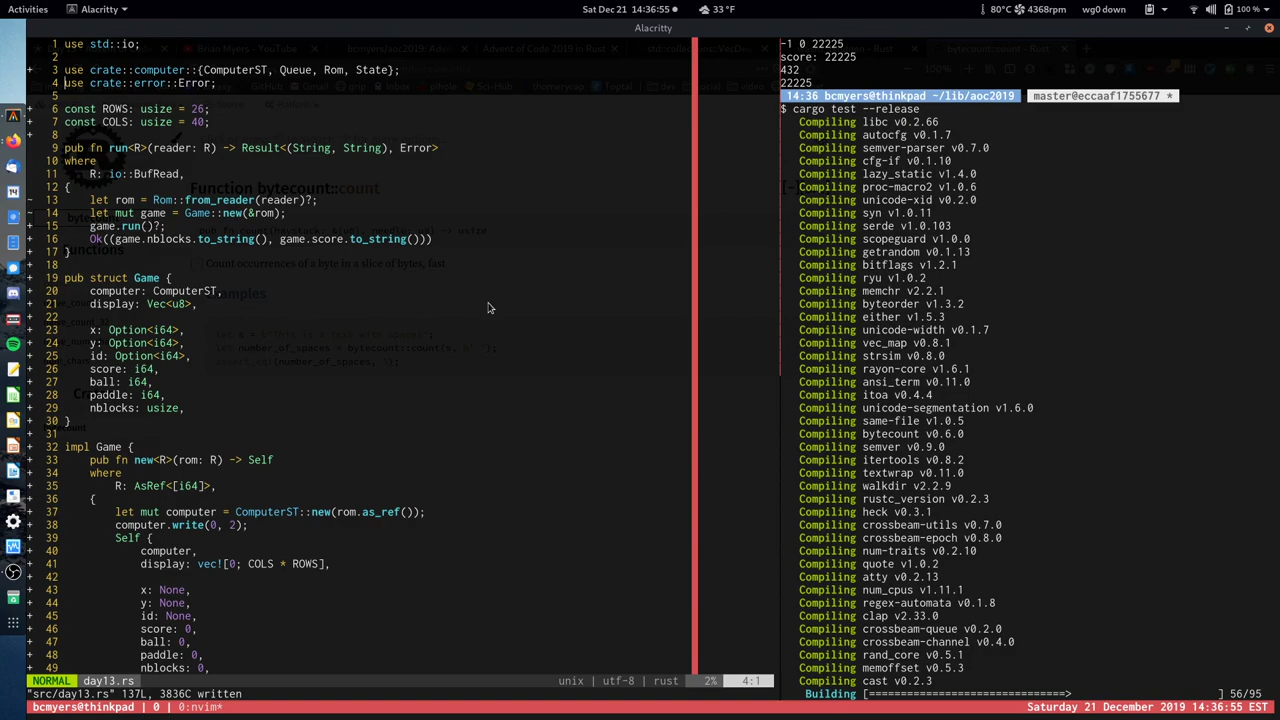 Activities Alacritty Sat Dec 21 14:36:55 33 °F 80°C 4368rpm wg0 down 100 %
Alacritty
1 use std::io;
2
+ 3 use crate::computer::{ComputerST, Queue, Rom, State};
+ 4 use crate::error::Error;
5
+ 6 const ROWS: usize = 26;
+ 7 const COLS: usize = 40;
8
9 pub fn run<R>(reader: R) -> Result<(String, String), Error>
10 where
11 R: io::BufRead,
12 {
~ 13 let rom = Rom::from_reader(reader)?;
+ 14 let mut game = Game::new(&rom);
+ 15 game.run()?;
+ 16 Ok((game.nblocks.to_string(), game.score.to_string()))
+ 17 }
+ 18
+ 19 pub struct Game {
+ 20 computer: ComputerST,
+ 21 display: Vec<u8>,
+ 22
+ 23 x: Option<i64>,
+ 24 y: Option<i64>,
+ 25 id: Option<i64>,
+ 26 score: i64,
+ 27 ball: i64,
+ 28 paddle: i64,
+ 29 nblocks: usize,
+ 30 }
+ 31
+ 32 impl Game {
+ 33 pub fn new<R>(rom: R) -> Self
+ 34 where
+ 35 R: AsRef<[i64]>,
+ 36 {
+ 37 let mut computer = ComputerST::new(rom.as_ref());
+ 38 computer.write(0, 2);
+ 39 Self {
+ 40 computer,
+ 41 display: vec![0; COLS * ROWS],
+ 42
+ 43 x: None,
+ 44 y: None,
+ 45 id: None,
+ 46 score: 0,
+ 47 ball: 0,
+ 48 paddle: 0,
+ 49 nblocks: 0,
NORMAL day13.rs unix | utf-8 | rust 2% 4:1
"src/day13.rs" 137L, 3836C written
bcmyers@thinkpad | 0 | 0:nvim* Saturday 21 December 2019 14:36:55 EST
-1 0 22225
score: 22225
432
22225
14:36 bcmyers@thinkpad ~/lib/aoc2019 master@eccaaf1755677 *
$ cargo test --release
Compiling libc v0.2.66
Compiling autocfg v0.1.7
Compiling semver-parser v0.7.0
Compiling cfg-if v0.1.10
Compiling lazy_static v1.4.0
Compiling proc-macro2 v1.0.6
Compiling unicode-xid v0.2.0
Compiling syn v1.0.11
Compiling serde v1.0.103
Compiling scopeguard v1.0.0
Compiling getrandom v0.1.13
Compiling bitflags v1.2.1
Compiling ryu v1.0.2
Compiling memchr v2.2.1
Compiling byteorder v1.3.2
Compiling either v1.5.3
Compiling unicode-width v0.1.7
Compiling vec_map v0.8.1
Compiling strsim v0.8.0
Compiling rayon-core v1.6.1
Compiling ansi_term v0.11.0
Compiling itoa v0.4.4
Compiling unicode-segmentation v1.6.0
Compiling same-file v1.0.5
Compiling bytecount v0.6.0
Compiling semver v0.9.0
Compiling itertools v0.8.2
Compiling textwrap v0.11.0
Compiling walkdir v2.2.9
Compiling rustc_version v0.2.3
Compiling heck v0.3.1
Compiling crossbeam-utils v0.7.0
Compiling crossbeam-epoch v0.8.0
Compiling num-traits v0.2.10
Compiling quote v1.0.2
Compiling atty v0.2.13
Compiling num_cpus v1.11.1
Compiling regex-automata v0.1.8
Compiling clap v2.33.0
Compiling crossbeam-queue v0.2.0
Compiling crossbeam-channel v0.4.0
Compiling rand_core v0.5.1
Compiling memoffset v0.5.3
Compiling cast v0.2.3
Building [=============================> ] 56/95
Function bytecount::count
Count occurrences of a byte in a slice of bytes, fast
Examples